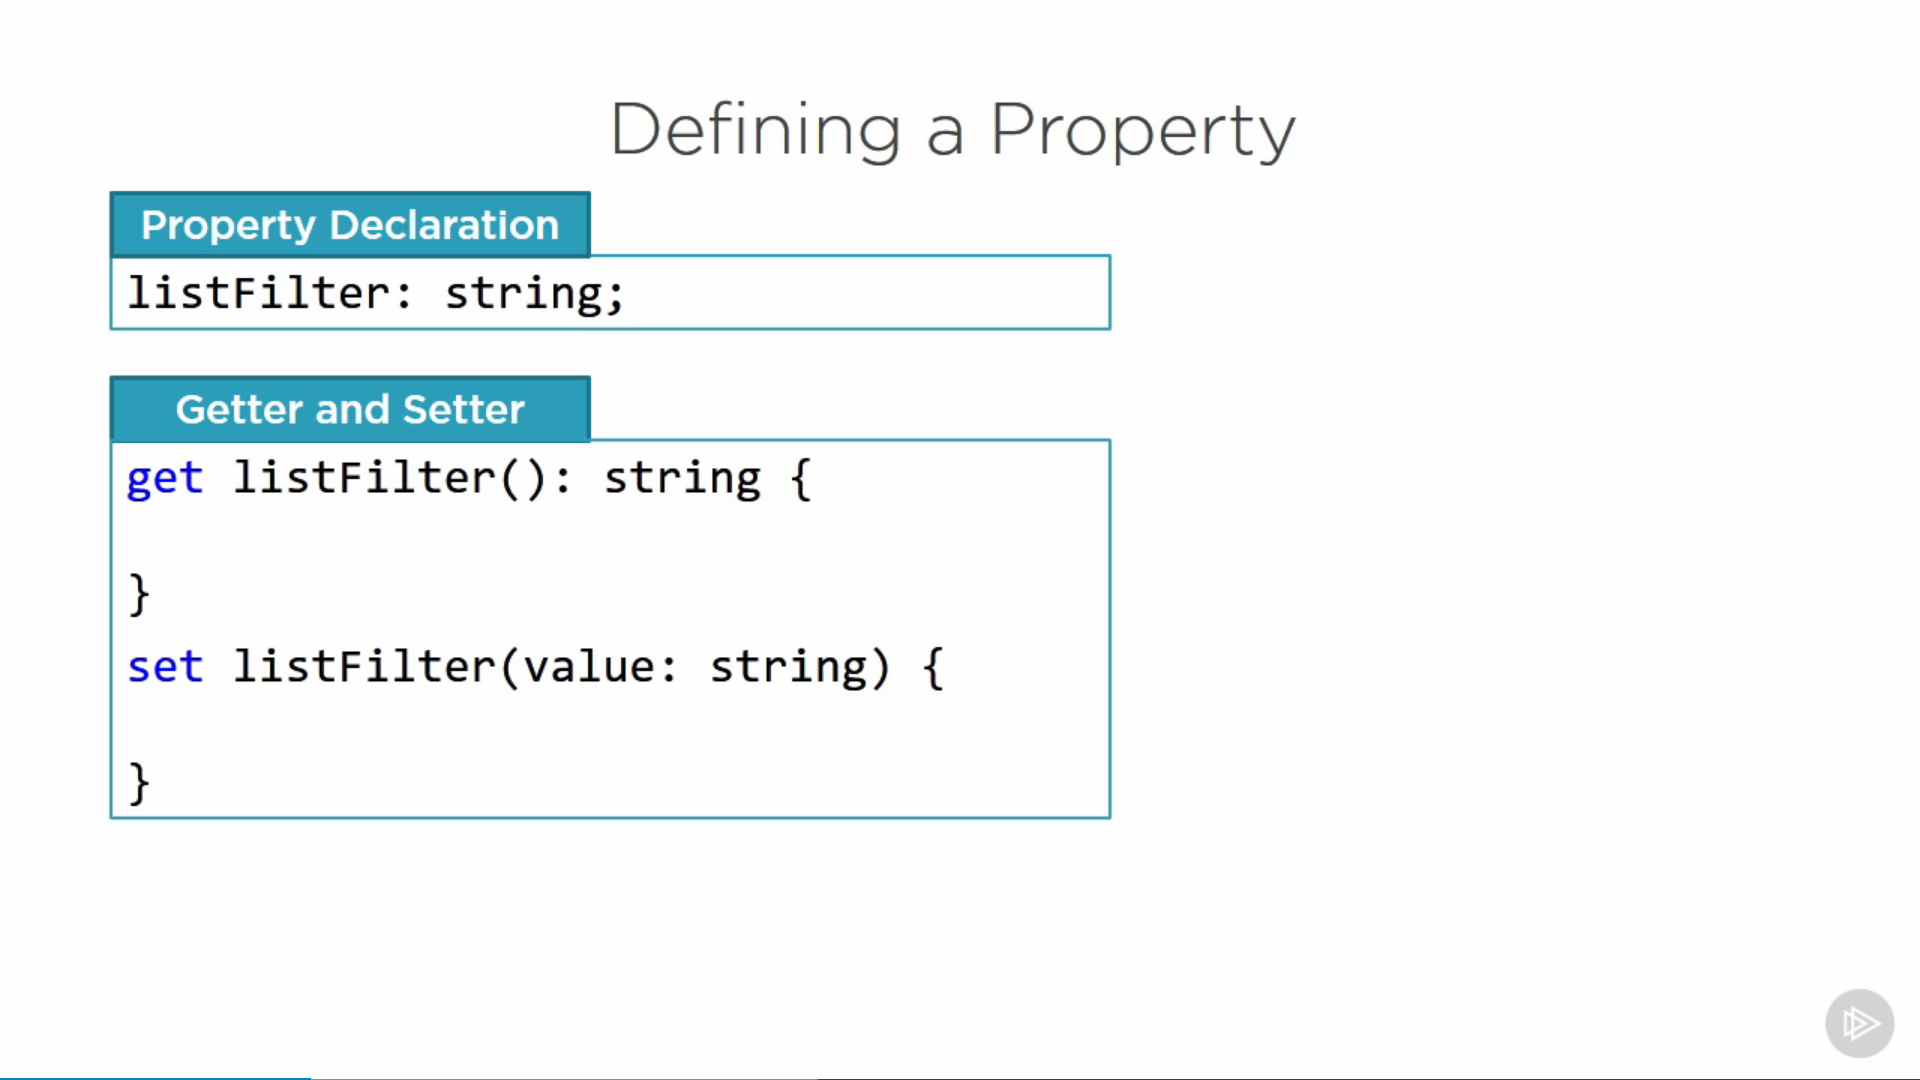 Defining a Property
Property Declaration
listFilter: string;
Getter and Setter
get listFilter(): string {
}
set listFilter(value: string) {
}